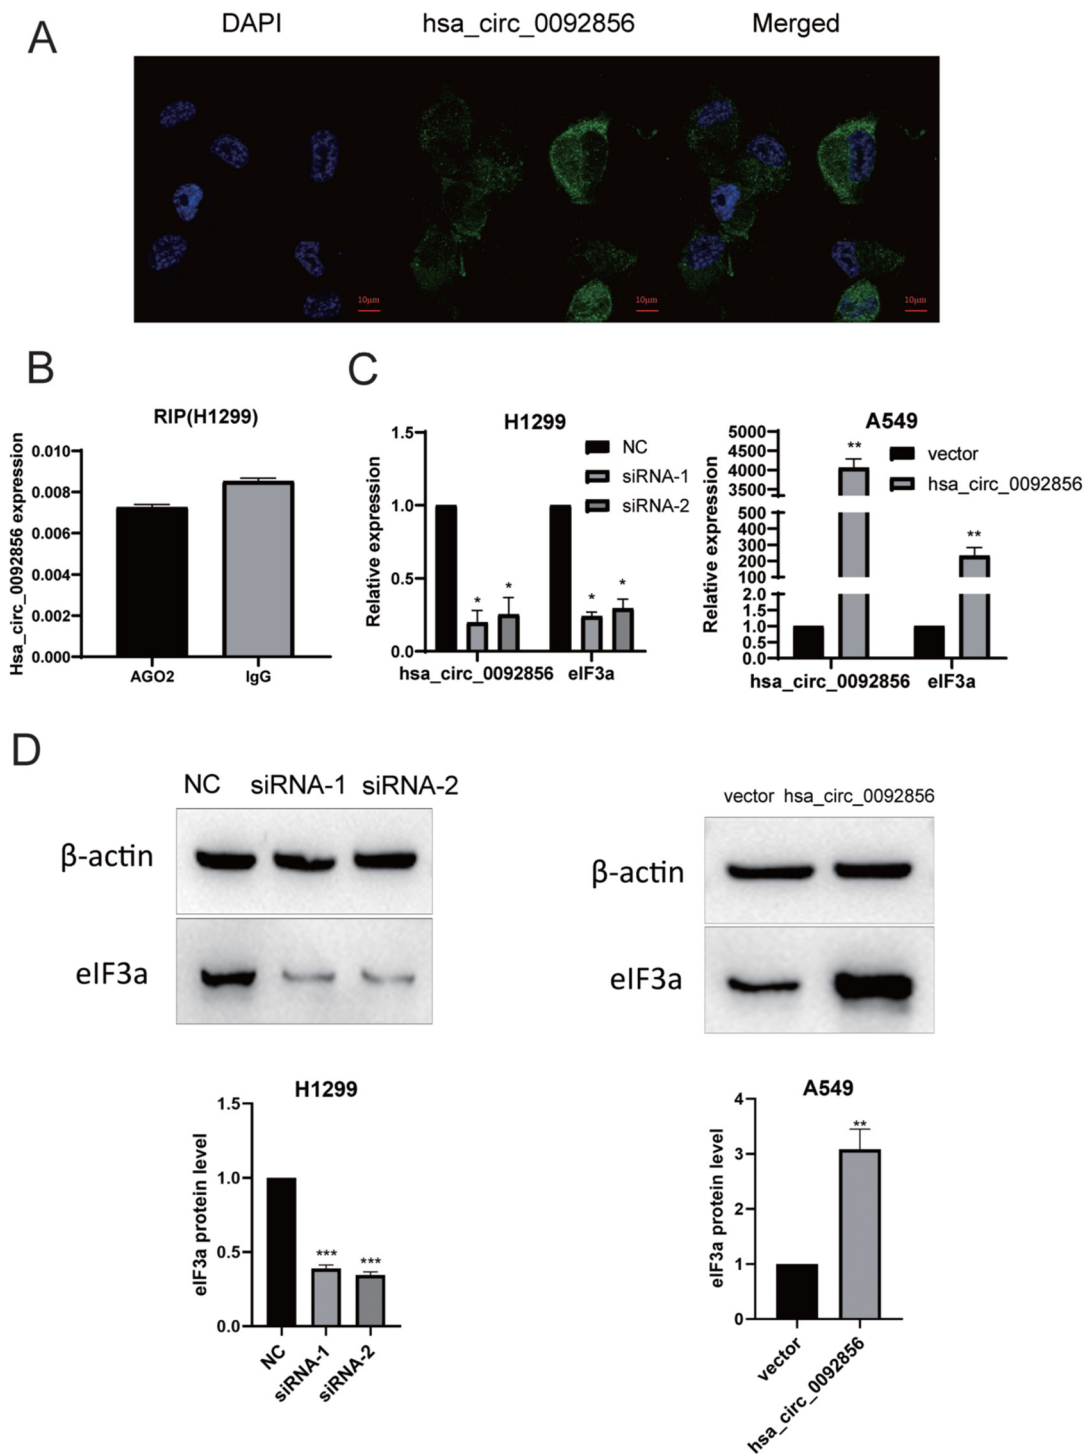 A
DAPI hsa_circ_0092856 Merged
10μm 10μm 10μm
B
RIP(H1299)
Hsa_circ_0092856 expression
0.010
0.008
0.006
0.004
0.002
0.000
AGO2 IgG
C
H1299
Relative expression
1.5
1.0
0.5
0.0
NC
siRNA-1
siRNA-2
* * * *
hsa_circ_0092856 eIF3a
A549
Relative expression
5000
4500
4000
3500
500
400
300
200
100
2.0
1.5
1.0
0.5
0.0
vector
hsa_circ_0092856
** **
hsa_circ_0092856 eIF3a
D
NC siRNA-1 siRNA-2
β-actin
eIF3a
vector hsa_circ_0092856
β-actin
eIF3a
H1299
eIF3a protein level
1.5
1.0
0.5
0.0
*** ***
NC
siRNA-1
siRNA-2
A549
eIF3a protein level
4
3
2
1
0
**
vector
hsa_circ_0092856